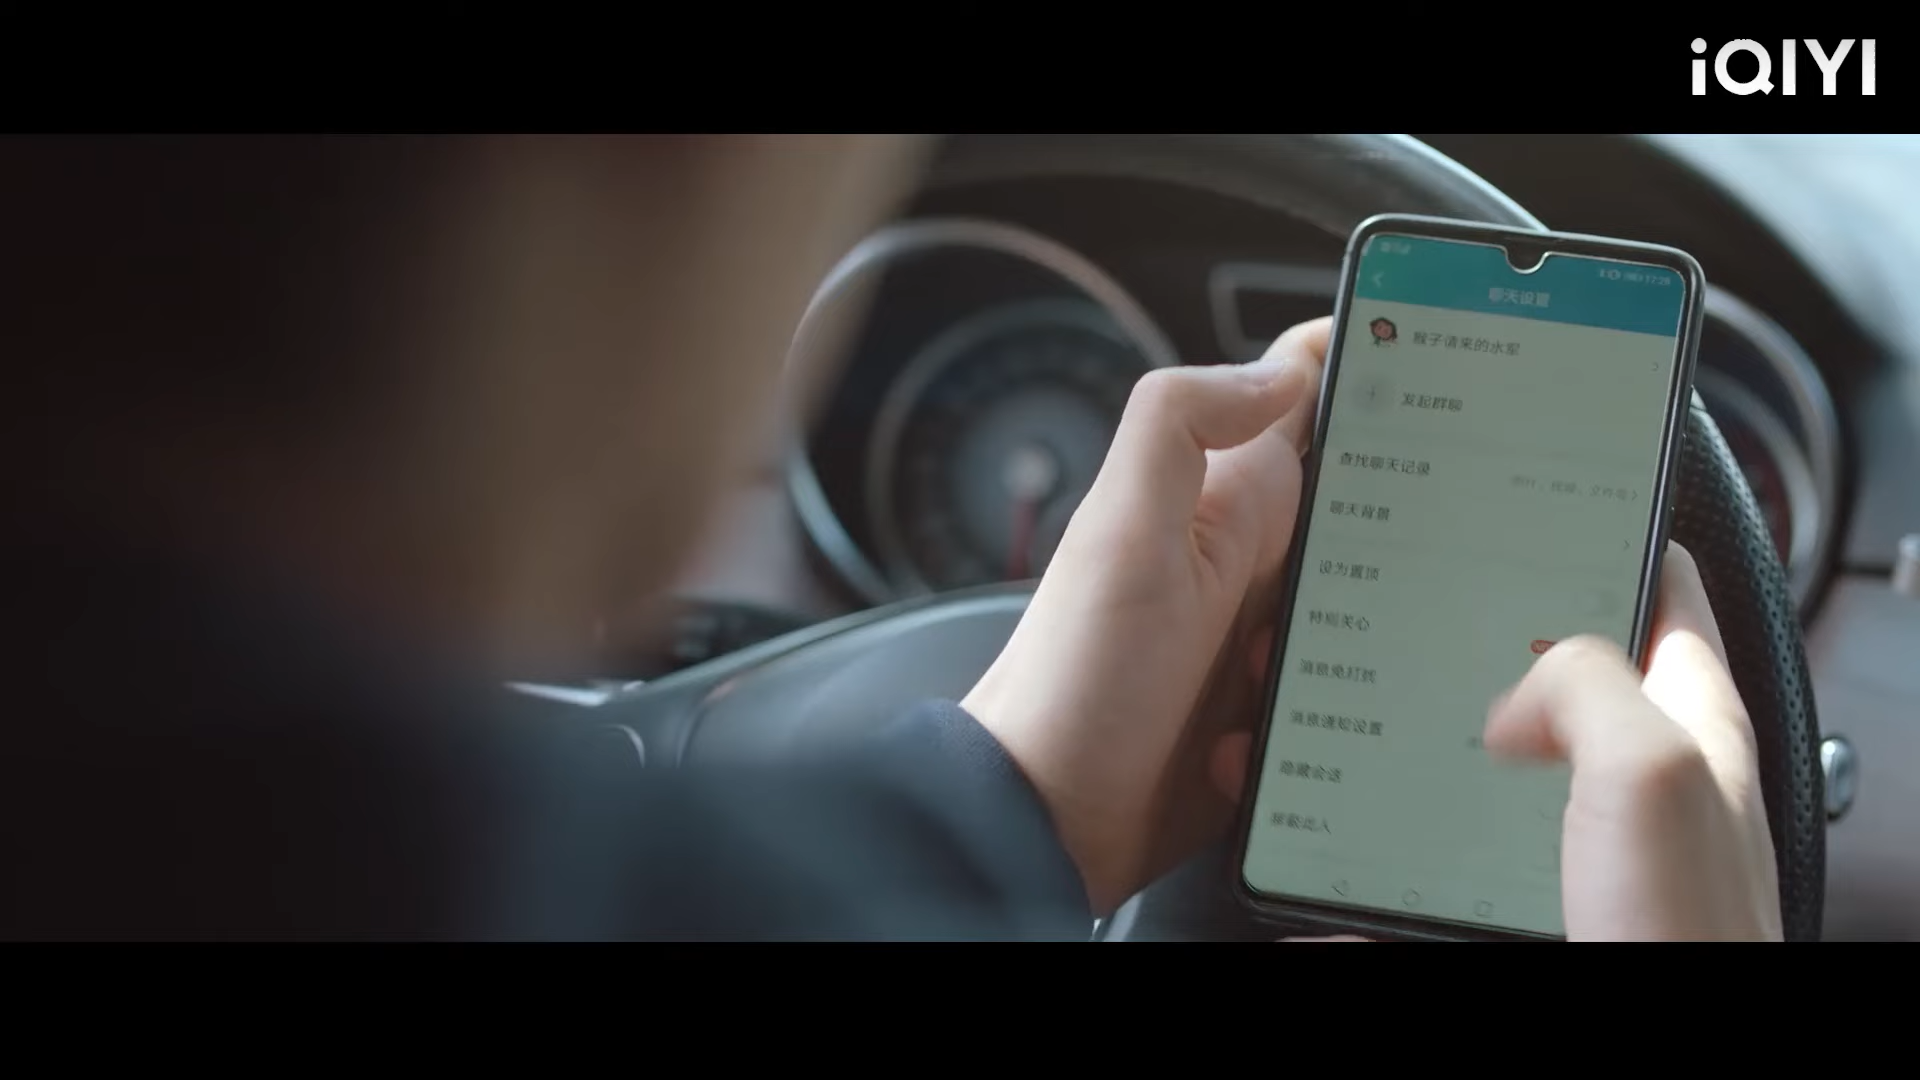 iQIYI
17:28
聊天设置
猴子请来的水军
发起群聊
查找聊天记录
聊天背景
设为置顶
特别关心
消息免打扰
消息通知设置
隐藏会话
屏蔽此人